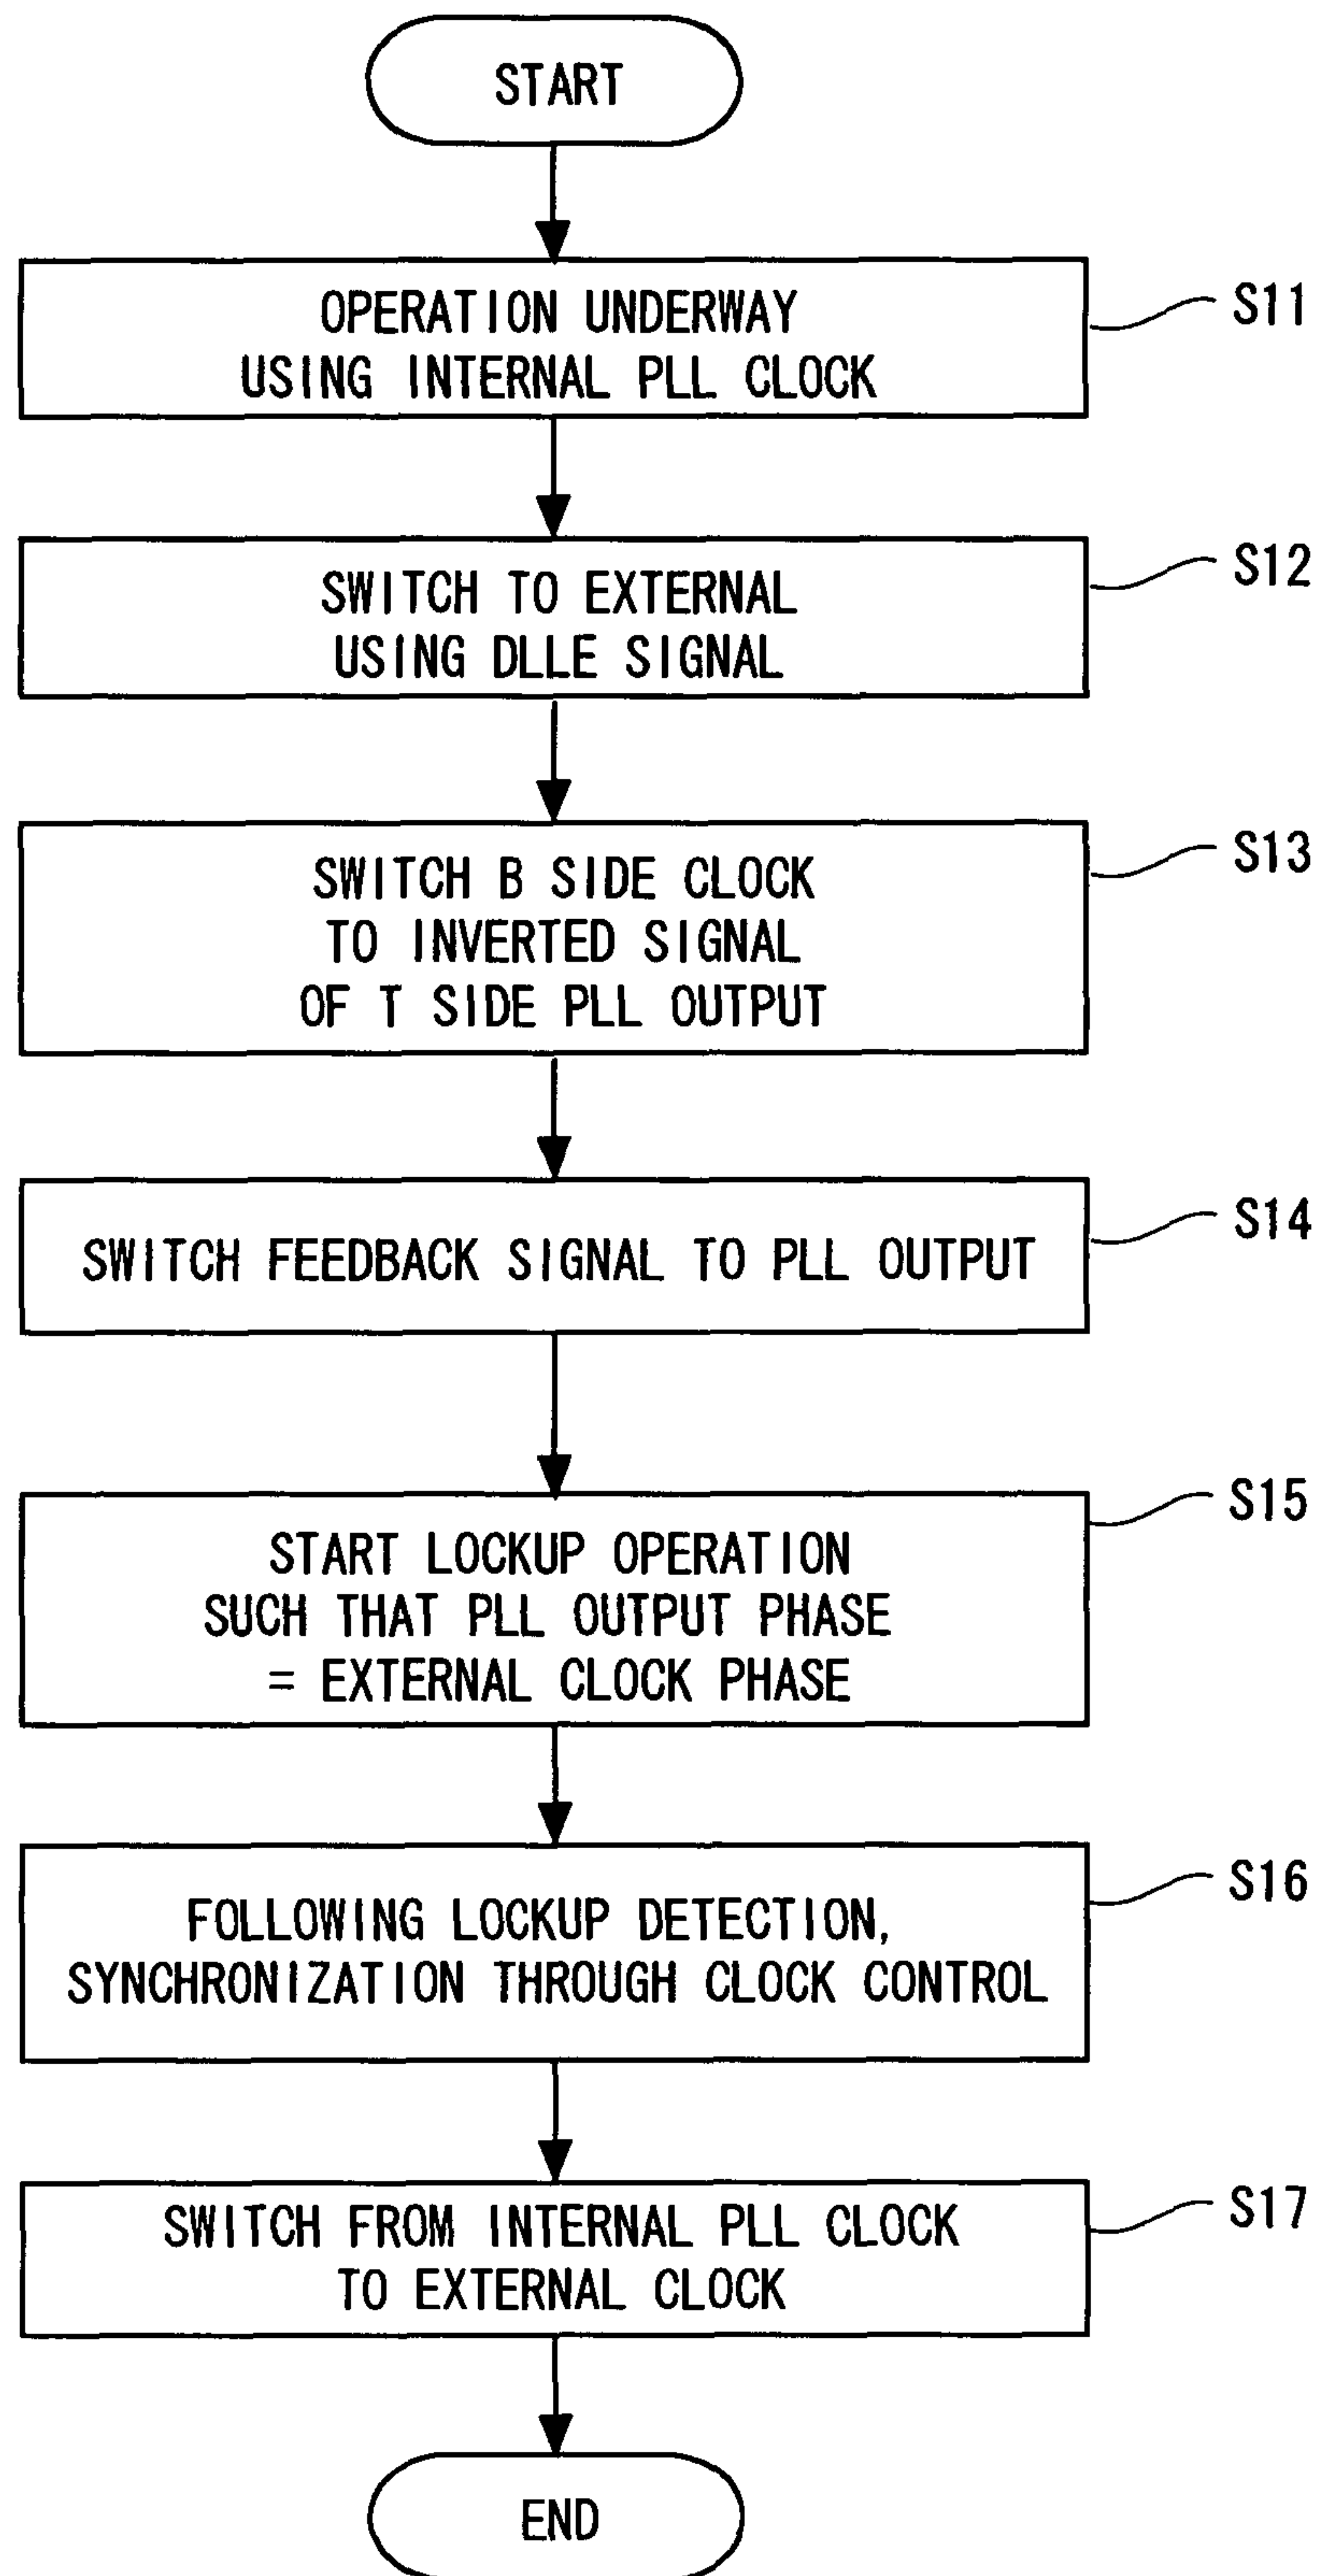 START
OPERATION UNDERWAY
USING INTERNAL PLL CLOCK
S11
SWITCH TO EXTERNAL
USING DLLE SIGNAL
S12
SWITCH B SIDE CLOCK
TO INVERTED SIGNAL
OF T SIDE PLL OUTPUT
S13
SWITCH FEEDBACK SIGNAL TO PLL OUTPUT
S14
START LOCKUP OPERATION
SUCH THAT PLL OUTPUT PHASE
= EXTERNAL CLOCK PHASE
S15
FOLLOWING LOCKUP DETECTION,
SYNCHRONIZATION THROUGH CLOCK CONTROL
S16
SWITCH FROM INTERNAL PLL CLOCK
TO EXTERNAL CLOCK
S17
END